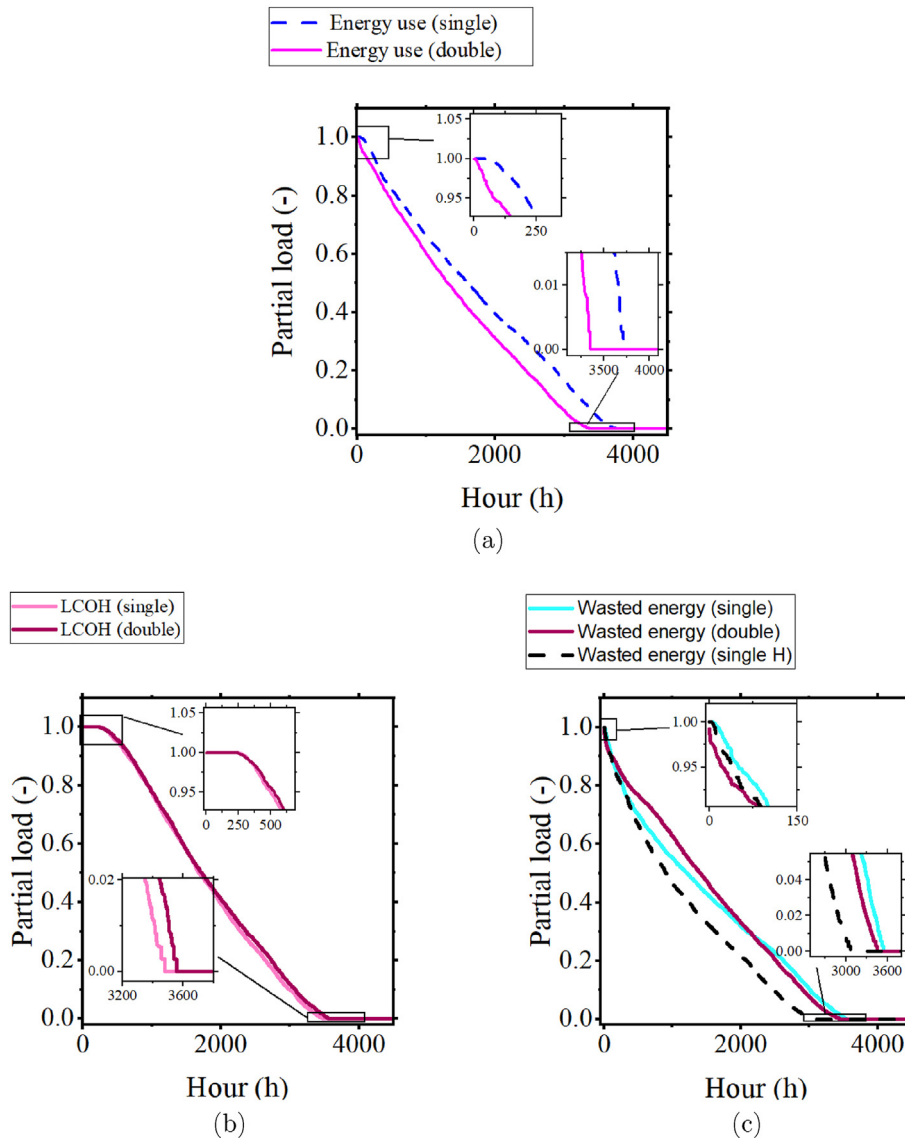 Energy use (single)
Energy use (double)
1.05
1.00
0.95
0 250
0.01
0.00
3500 4000
1.0
0.8
0.6
0.4
0.2
0.0
0 2000 4000
Partial load (-)
Hour (h)
(a)
LCOH (single)
LCOH (double)
1.05
1.00
0.95
0 250 500
0.02
0.00
3200 3600
1.0
0.8
0.6
0.4
0.2
0.0
0 2000 4000
Partial load (-)
Hour (h)
(b)
Wasted energy (single)
Wasted energy (double)
Wasted energy (single H)
1.00
0.95
0 150
0.04
0.02
0.00
3000 3600
1.0
0.8
0.6
0.4
0.2
0.0
0 2000 4000
Partial load (-)
Hour (h)
(c)